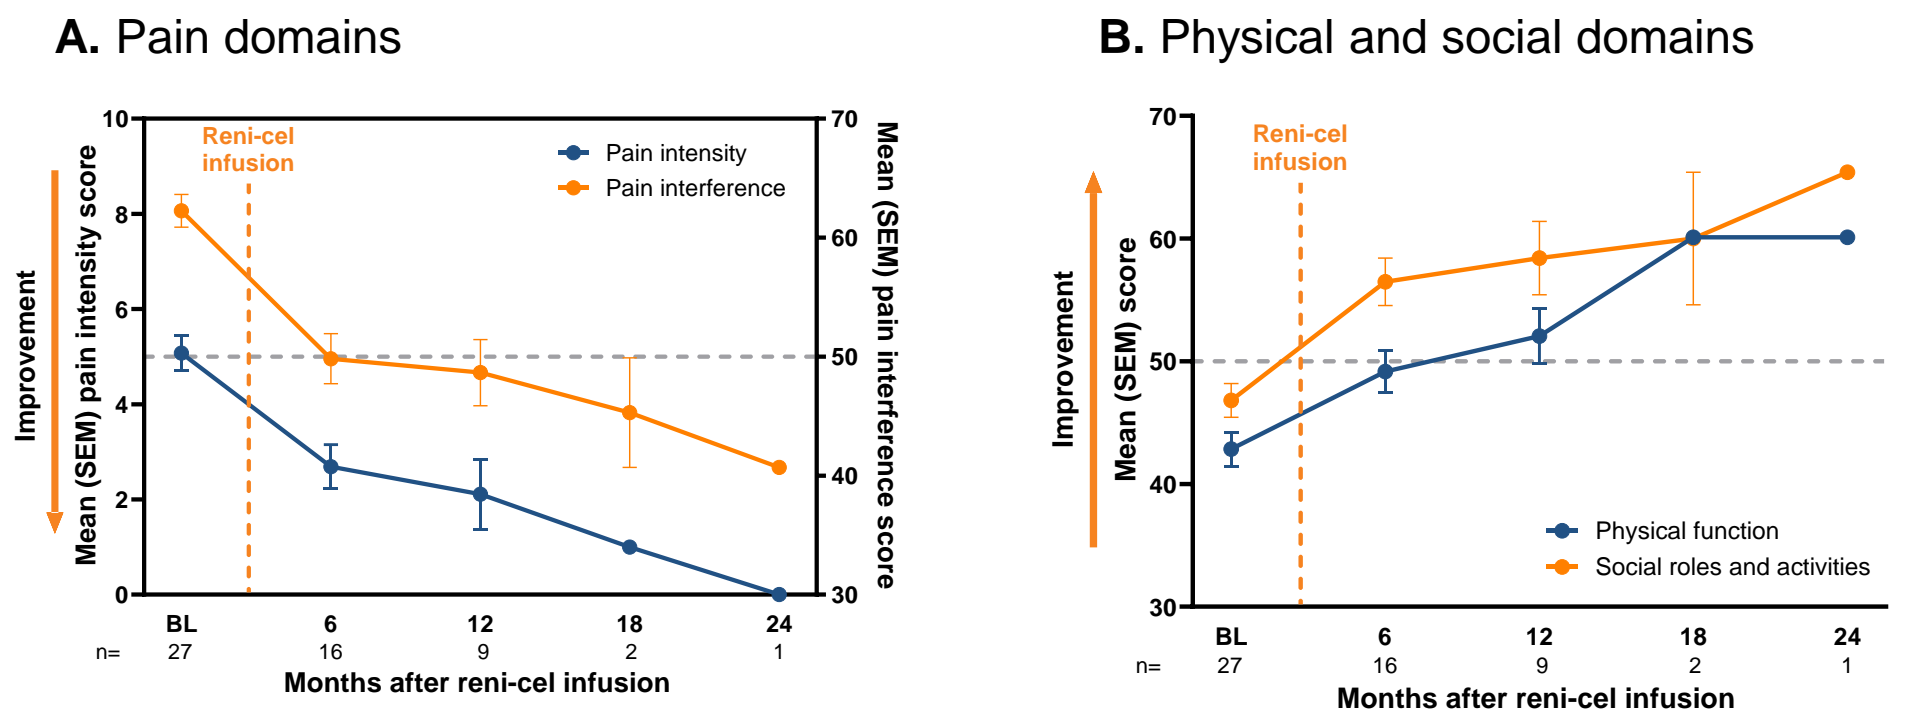 A. Pain domains
Improvement
Mean (SEM) pain intensity score
10
8
6
4
2
0
Reni-cel
infusion
Pain intensity
Pain interference
70
60
50
40
30
Mean (SEM) pain interference score
BL 6 12 18 24
n= 27 16 9 2 1
Months after reni-cel infusion
B. Physical and social domains
Improvement
Mean (SEM) score
70
60
50
40
30
Reni-cel
infusion
Physical function
Social roles and activities
BL 6 12 18 24
n= 27 16 9 2 1
Months after reni-cel infusion